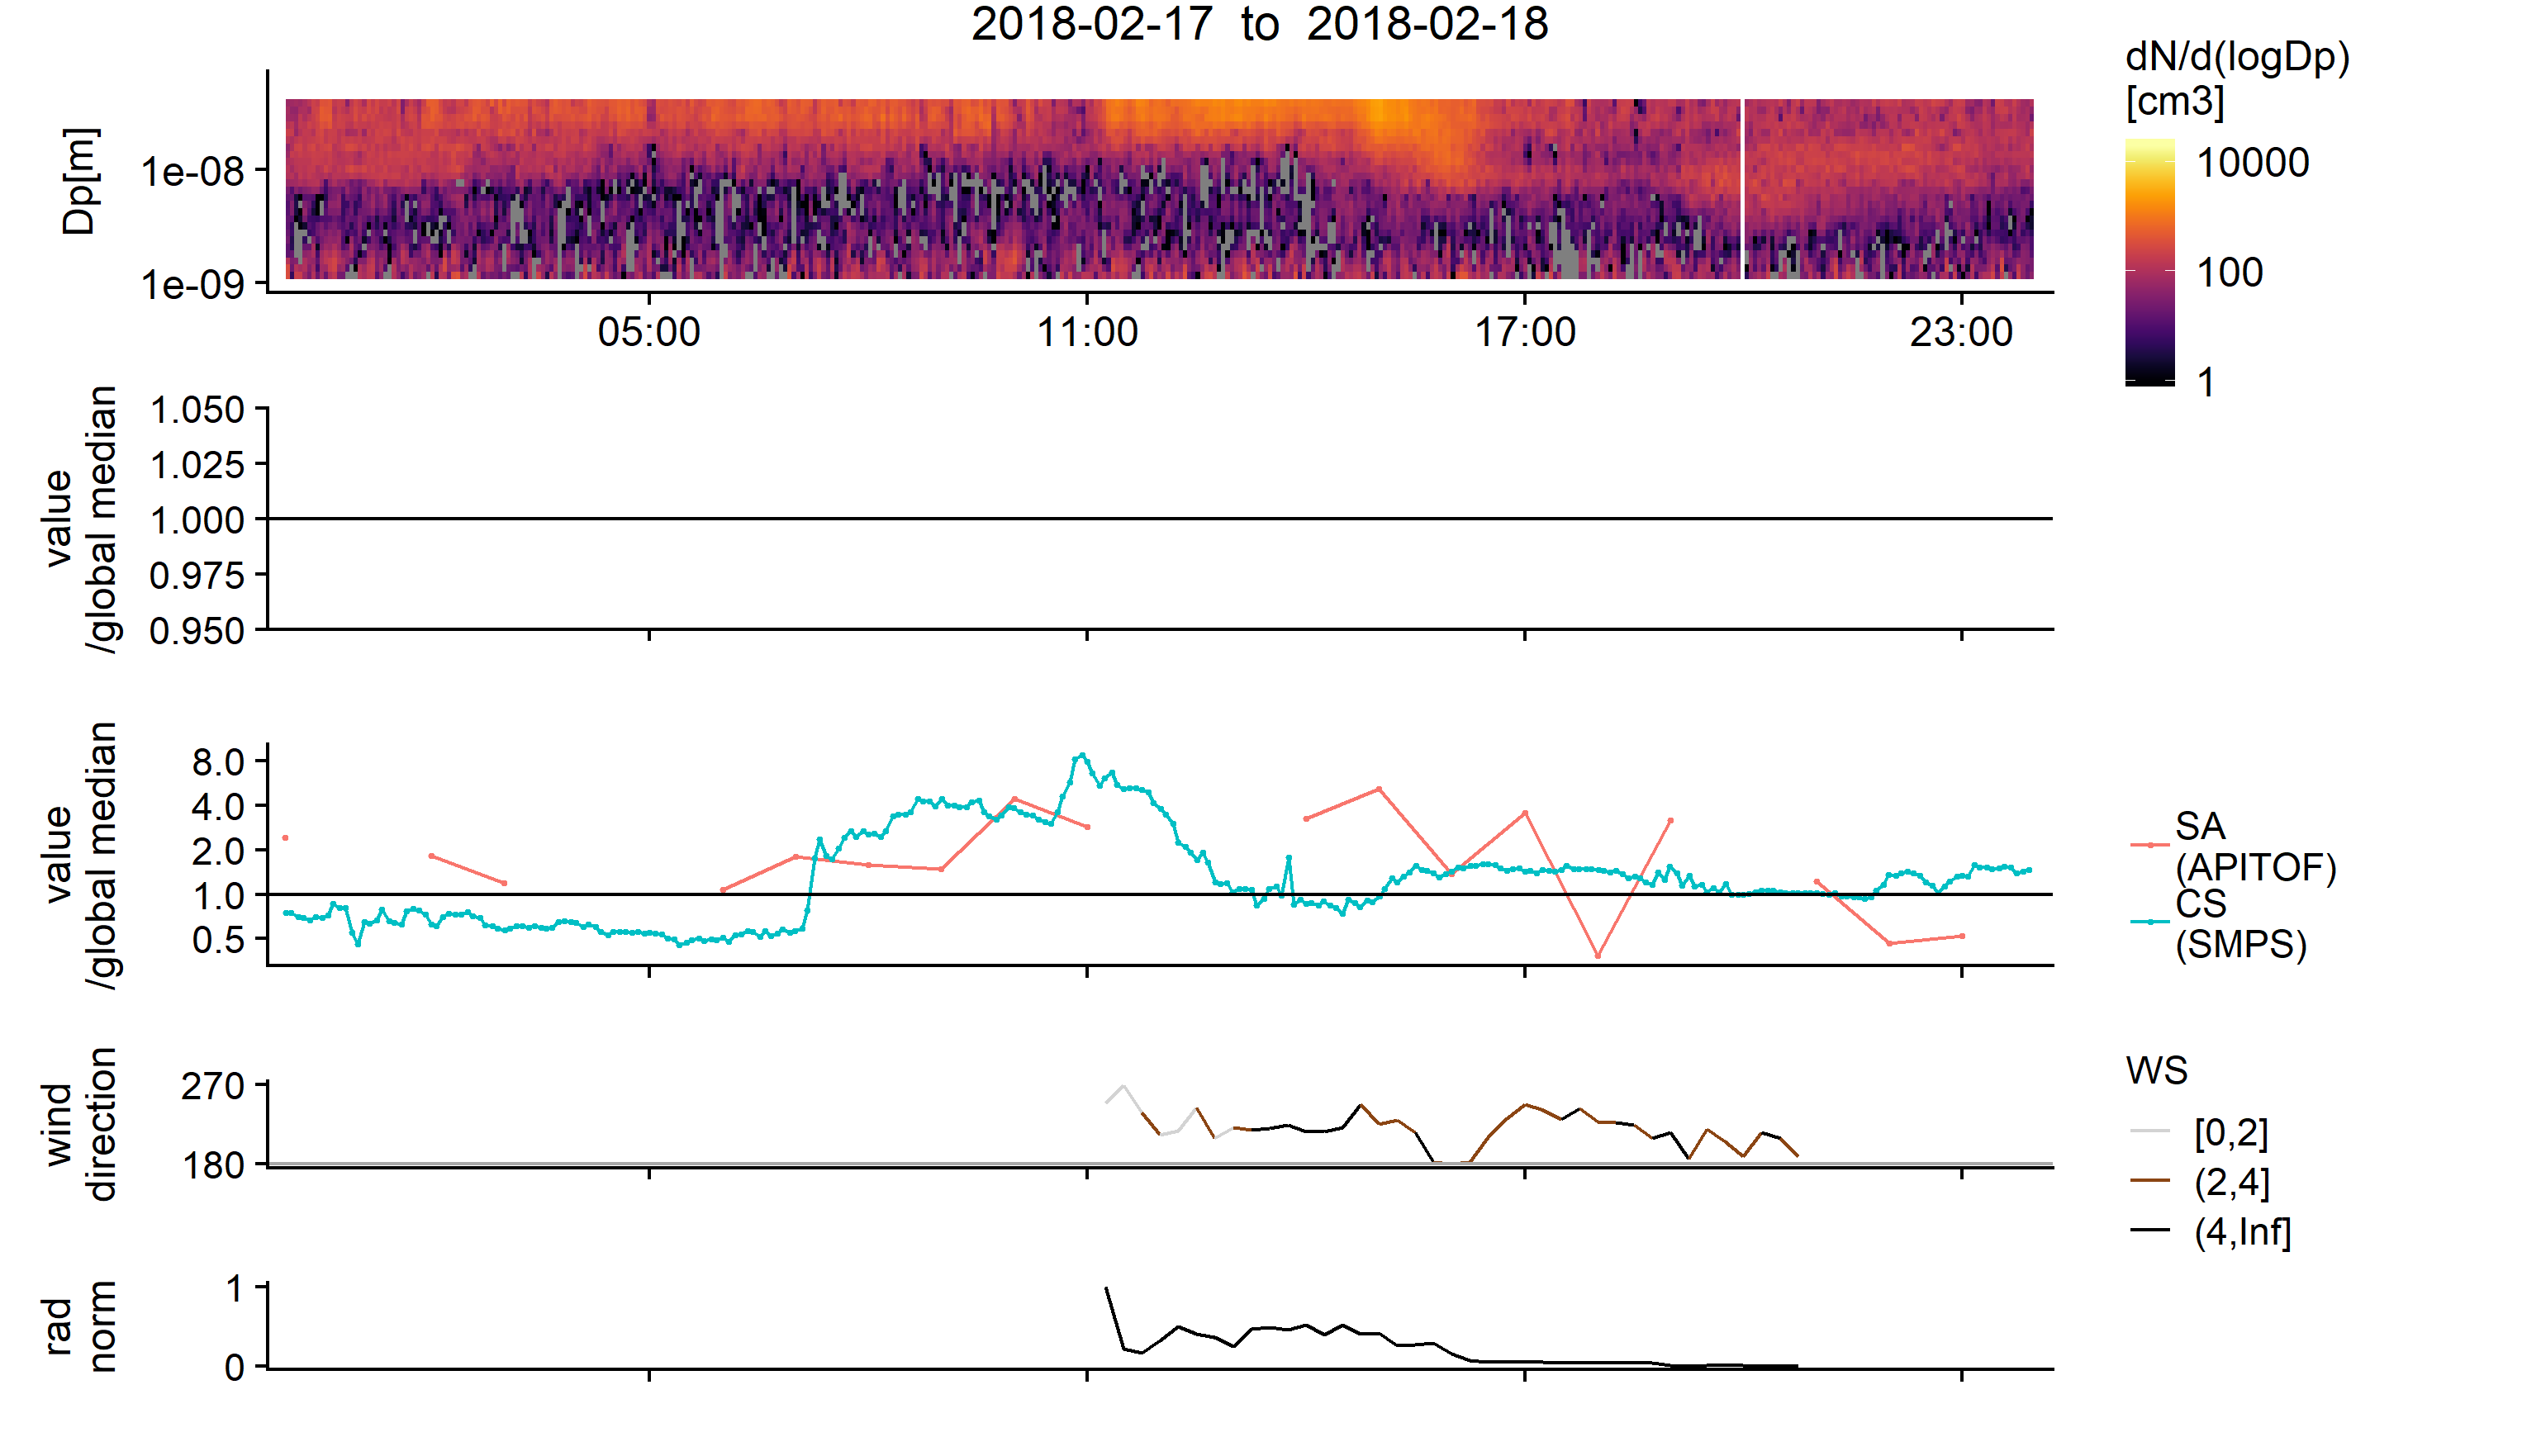 2018-02-17 to 2018-02-18
Dp[m]
1e-08
1e-09
05:00
11:00
17:00
23:00
dN/d(logDp)
[cm3]
10000
100
1
value
/global median
1.050
1.025
1.000
0.975
0.950
value
/global median
8.0
4.0
2.0
1.0
0.5
SA
(APITOF)
CS
(SMPS)
wind
direction
270
180
WS
[0,2]
(2,4]
(4,Inf]
rad
norm
1
0